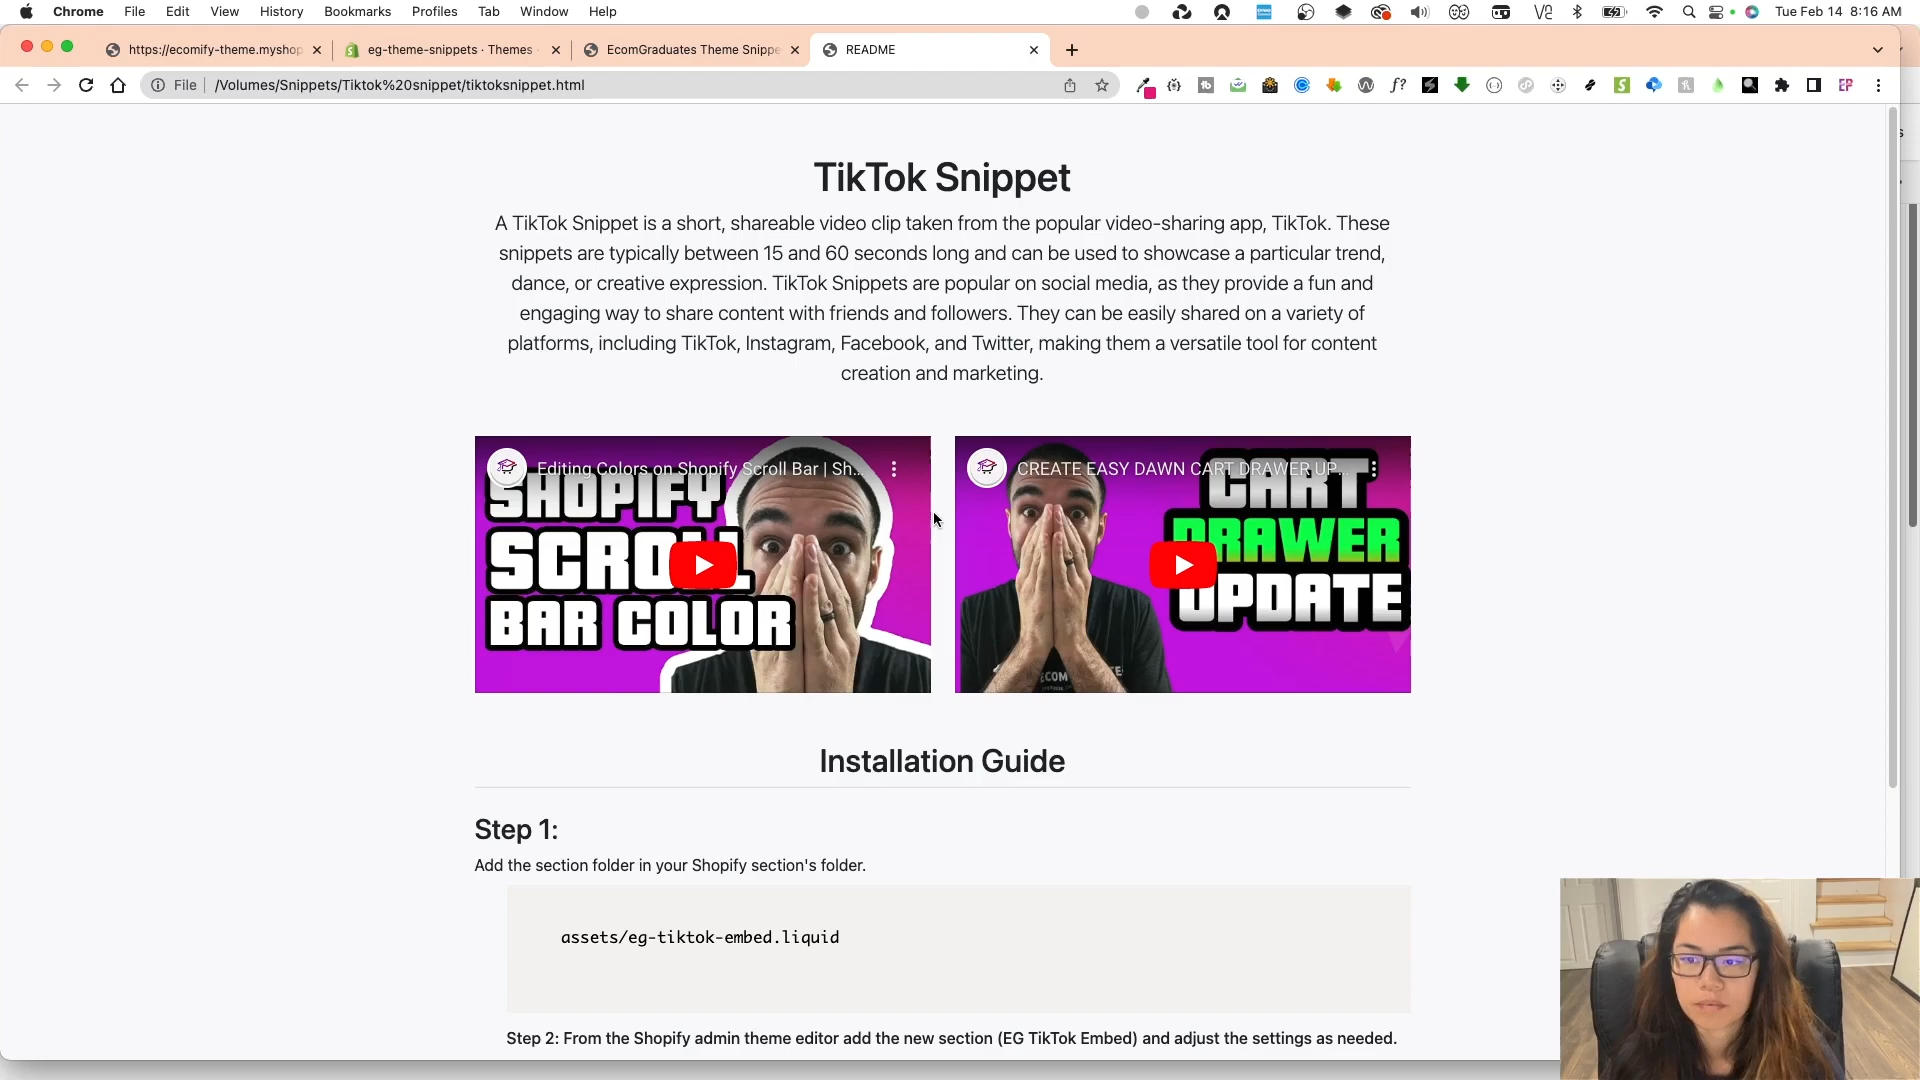 Chrome File Edit View History Bookmarks Profiles Tab Window Help Tue Feb 14 8:16 AM
https://ecomify-theme.myshop eg-theme-snippets · Themes · EcomGraduates Theme Snippe README
File /Volumes/Snippets/Tiktok%20snippet/tiktoksnippet.html
TikTok Snippet
A TikTok Snippet is a short, shareable video clip taken from the popular video-sharing app, TikTok. These
snippets are typically between 15 and 60 seconds long and can be used to showcase a particular trend,
dance, or creative expression. TikTok Snippets are popular on social media, as they provide a fun and
engaging way to share content with friends and followers. They can be easily shared on a variety of
platforms, including TikTok, Instagram, Facebook, and Twitter, making them a versatile tool for content
creation and marketing.
Editing Colors on Shopify Scroll Bar | Sh...
SHOPIFY
SCROLL
BAR COLOR
CREATE EASY DAWN CART DRAWER UP...
CART
DRAWER
UPDATE
Installation Guide
Step 1:
Add the section folder in your Shopify section's folder.
assets/eg-tiktok-embed.liquid
Step 2: From the Shopify admin theme editor add the new section (EG TikTok Embed) and adjust the settings as needed.